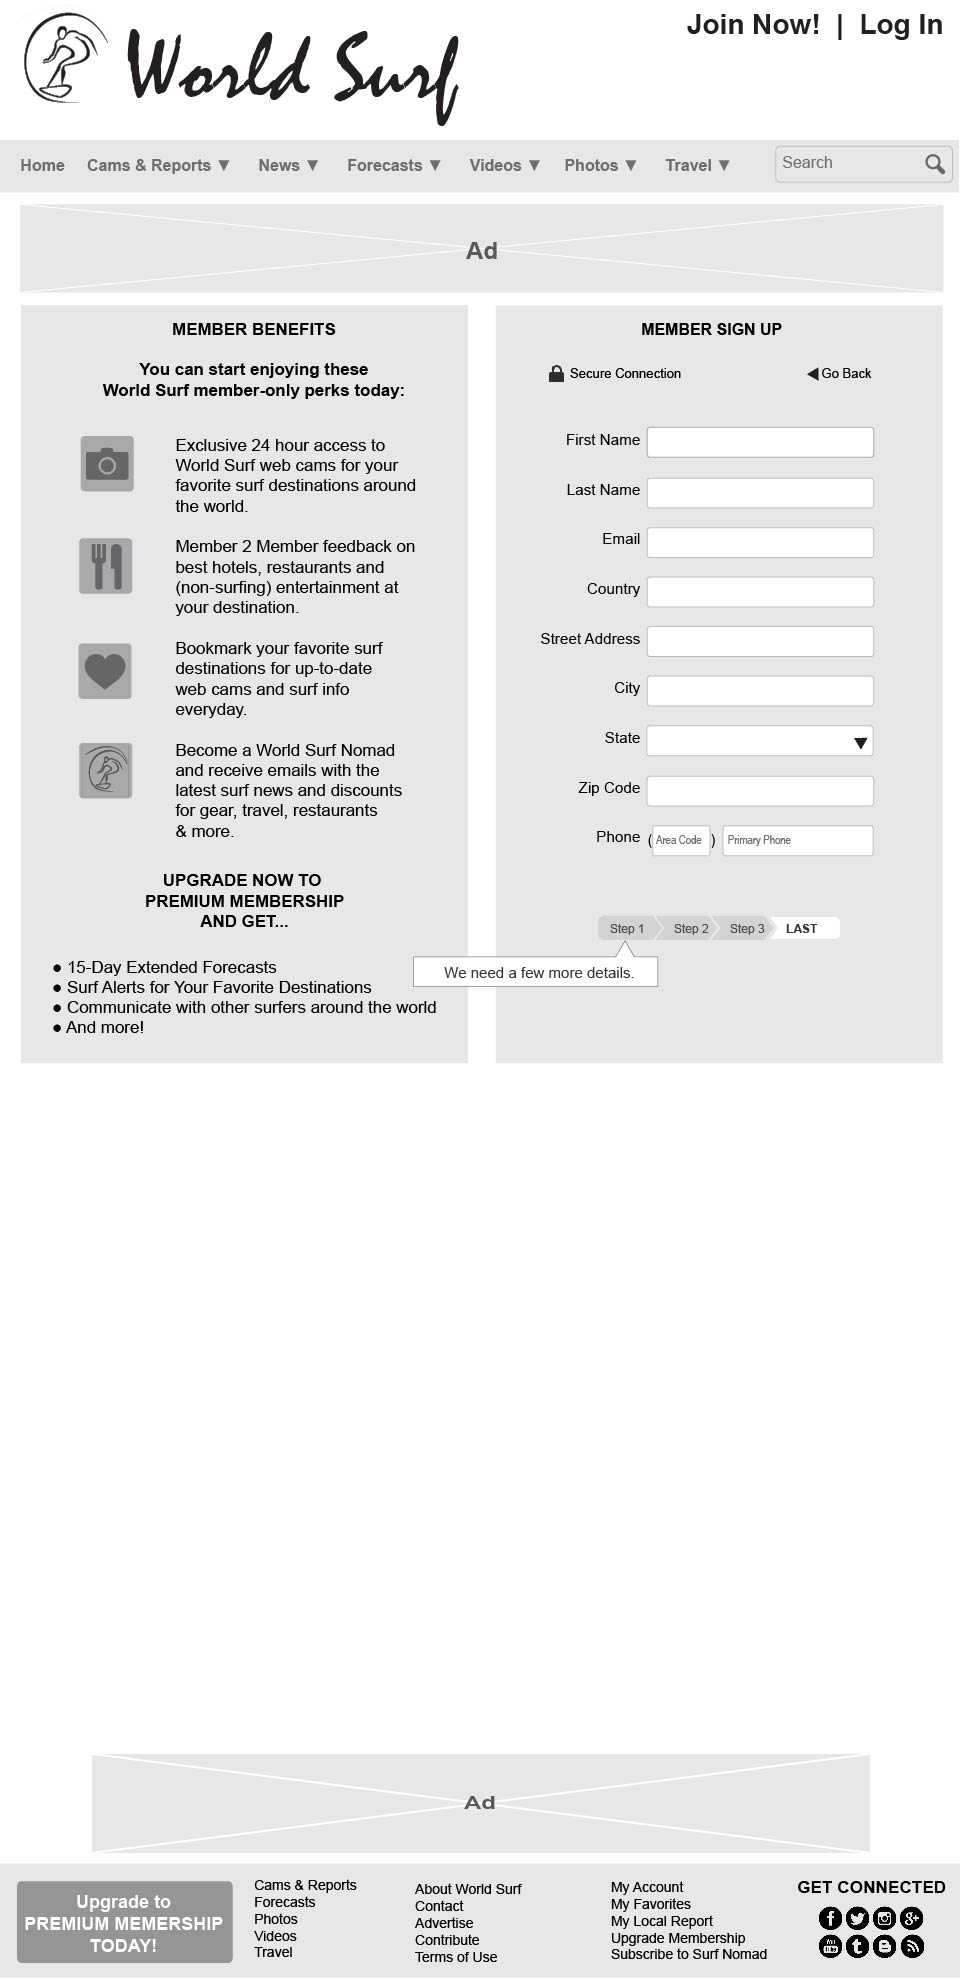 World Surf
Join Now! | Log In
Home Cams & Reports ▼ News ▼ Forecasts ▼ Videos ▼ Photos ▼ Travel ▼ Search
Ad
MEMBER BENEFITS
You can start enjoying these
World Surf member-only perks today:
Exclusive 24 hour access to
World Surf web cams for your
favorite surf destinations around
the world.
Member 2 Member feedback on
best hotels, restaurants and
(non-surfing) entertainment at
your destination.
Bookmark your favorite surf
destinations for up-to-date
web cams and surf info
everyday.
Become a World Surf Nomad
and receive emails with the
latest surf news and discounts
for gear, travel, restaurants
& more.
UPGRADE NOW TO
PREMIUM MEMBERSHIP
AND GET...
● 15-Day Extended Forecasts
● Surf Alerts for Your Favorite Destinations
● Communicate with other surfers around the world
● And more!
MEMBER SIGN UP
Secure Connection ◀ Go Back
First Name
Last Name
Email
Country
Street Address
City
State ▼
Zip Code
Phone (Area Code) Primary Phone
Step 1 Step 2 Step 3 LAST
We need a few more details.
Ad
Upgrade to
PREMIUM MEMERSHIP
TODAY!
Cams & Reports
Forecasts
Photos
Videos
Travel
About World Surf
Contact
Advertise
Contribute
Terms of Use
My Account
My Favorites
My Local Report
Upgrade Membership
Subscribe to Surf Nomad
GET CONNECTED
f g+
You Tube t B